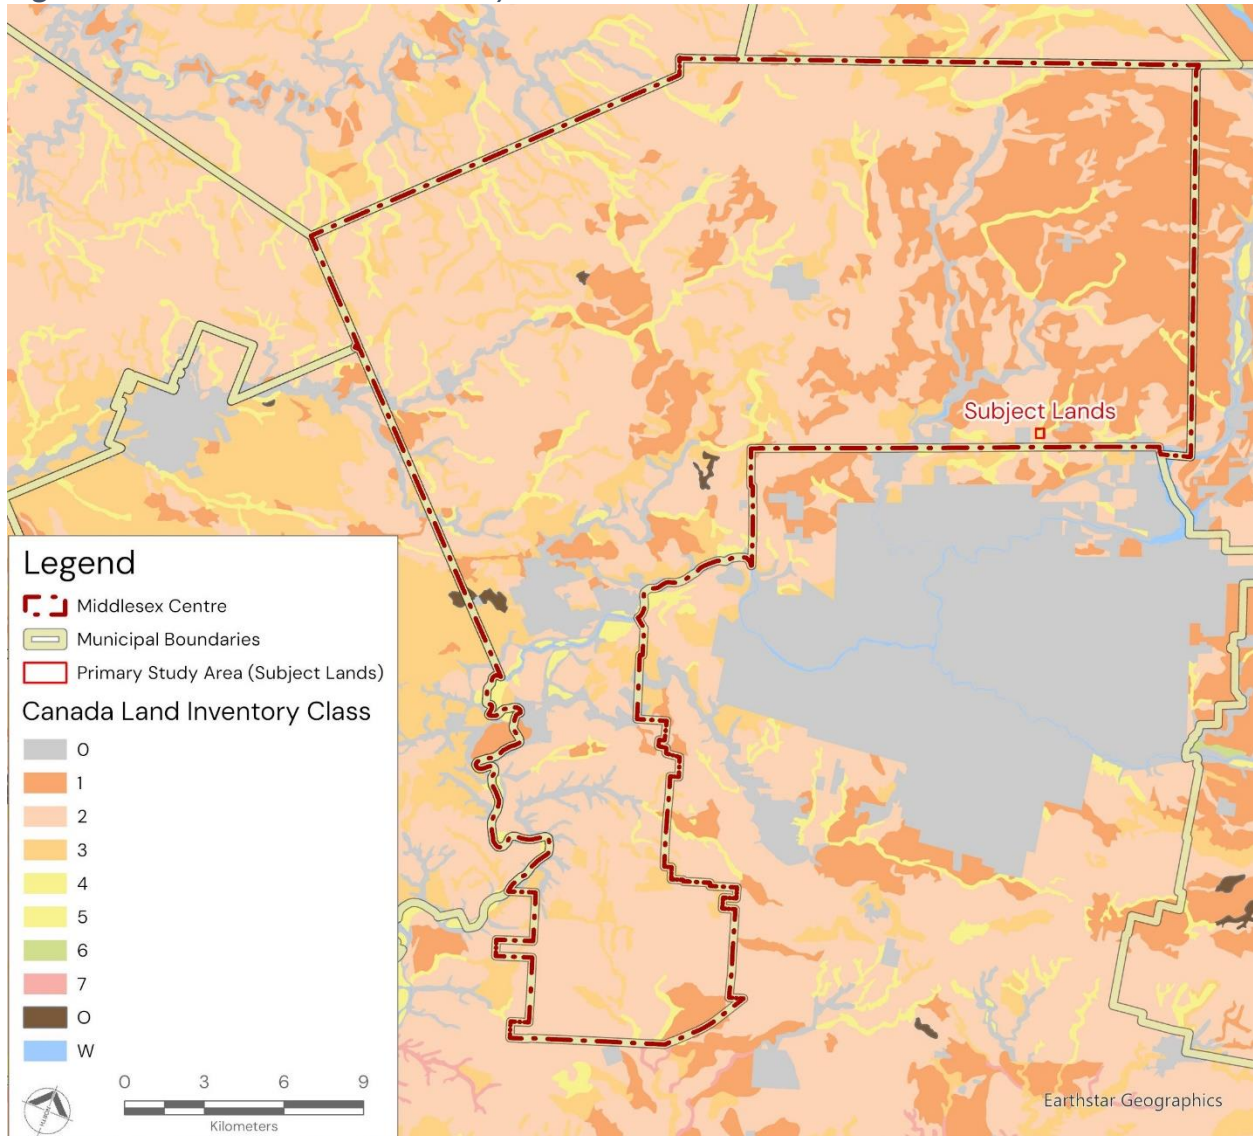 Subject Lands
Legend
Middlesex Centre
Municipal Boundaries
Primary Study Area (Subject Lands)
Canada Land Inventory Class
0
1
2
3
4
5
6
7
O
W
NORTH
0 3 6 9
Kilometers
Earthstar Geographics